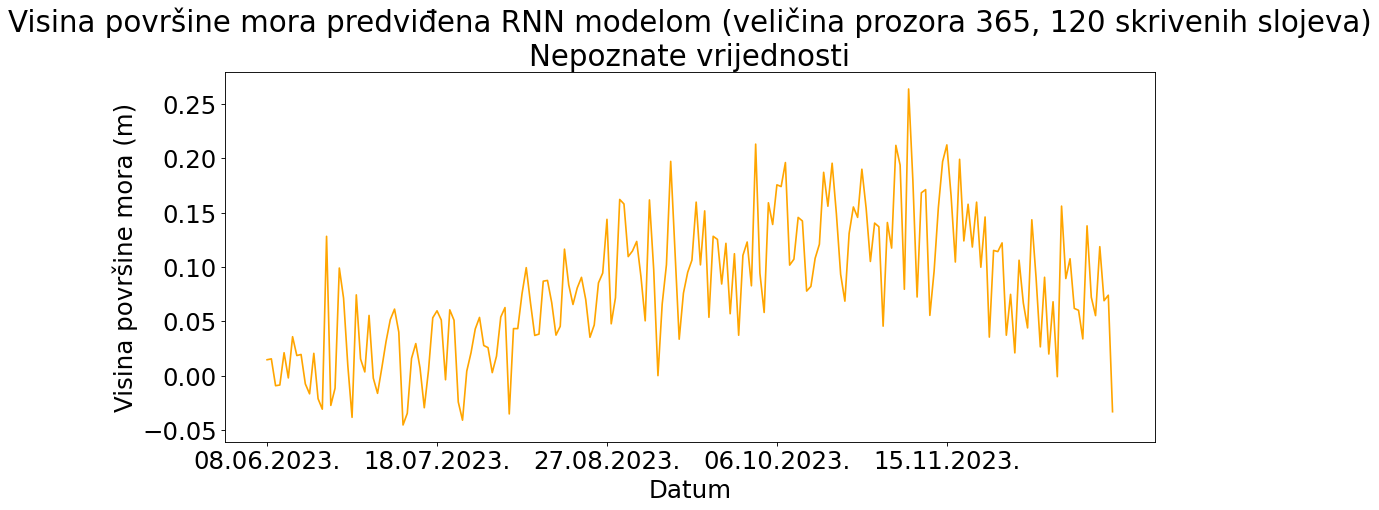 Visina površine mora predviđena RNN modelom (veličina prozora 365, 120 skrivenih slojeva)
Nepoznate vrijednosti
Visina površine mora (m)
0.25
0.20
0.15
0.10
0.05
0.00
−0.05
08.06.2023. 18.07.2023. 27.08.2023. 06.10.2023. 15.11.2023.
Datum